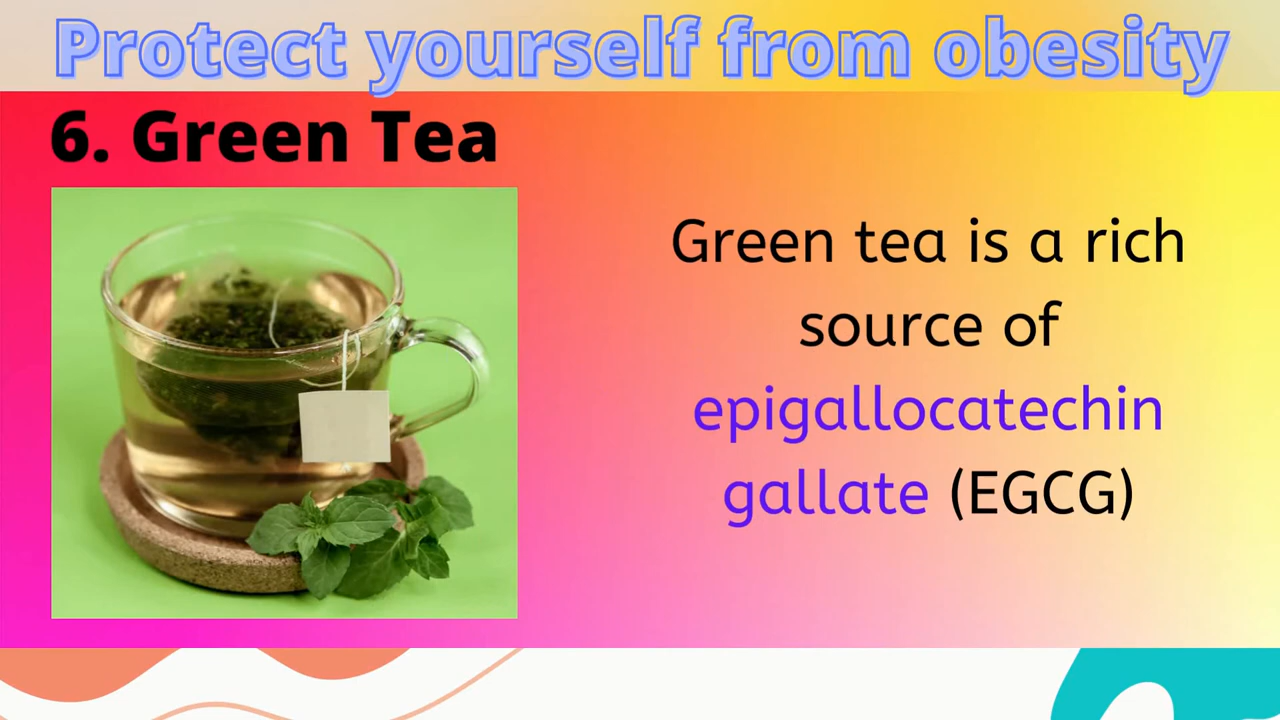 Protect yourself from obesity
6. Green Tea
Green tea is a rich
source of
epigallocatechin
gallate (EGCG)